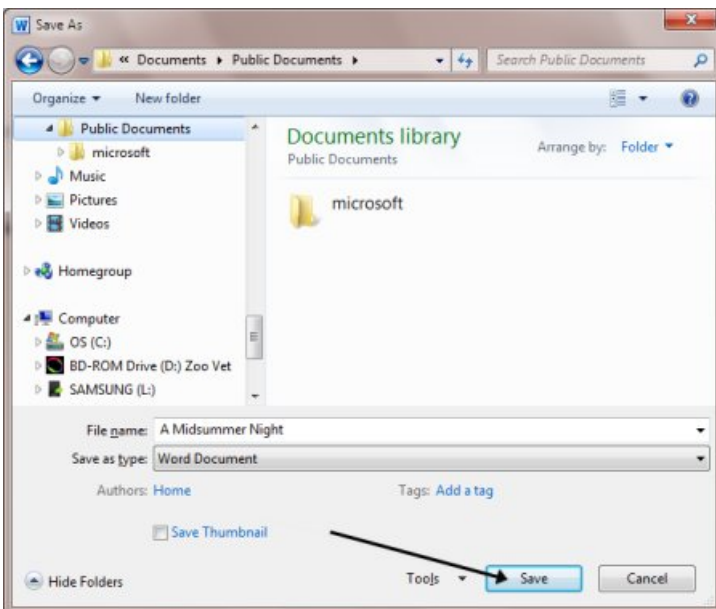 Save As
« Documents Public Documents
Search Public Documents
Organize
New folder
Public Documents
microsoft
Music
Pictures
Videos
Homegroup
Computer
OS (C:)
BD-ROM Drive (D:) Zoo Vet
SAMSUNG (L:)
Documents library
Public Documents
Arrange by: Folder
microsoft
File name: A Midsummer Night
Save as type: Word Document
Authors: Home
Tags: Add a tag
Save Thumbnail
Hide Folders
Tools
Save
Cancel